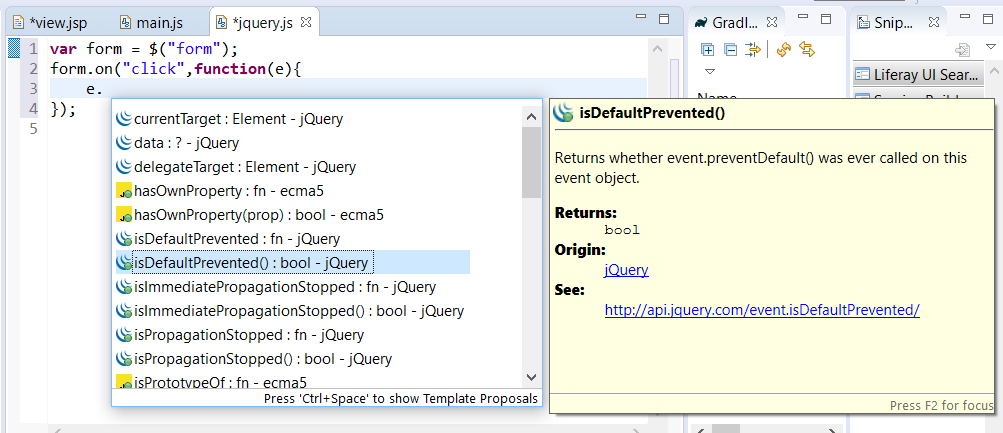 *view.jsp
main.js
*jquery.js
Gradl...
Snip...
1 var form = $("form");
2 form.on("click",function(e){
3 e.
4 });
5
currentTarget : Element - jQuery
data : ? - jQuery
delegateTarget : Element - jQuery
hasOwnProperty : fn - ecma5
hasOwnProperty(prop) : bool - ecma5
isDefaultPrevented : fn - jQuery
isDefaultPrevented() : bool - jQuery
isImmediatePropagationStopped : fn - jQuery
isImmediatePropagationStopped() : bool - jQuery
isPropagationStopped : fn - jQuery
isPropagationStopped() : bool - jQuery
isPrototypeOf : fn - ecma5
Press 'Ctrl+Space' to show Template Proposals
Name
Liferay UI Sear...
isDefaultPrevented()
Returns whether event.preventDefault() was ever called on this
event object.
Returns:
bool
Origin:
jQuery
See:
http://api.jquery.com/event.isDefaultPrevented/
Press F2 for focus